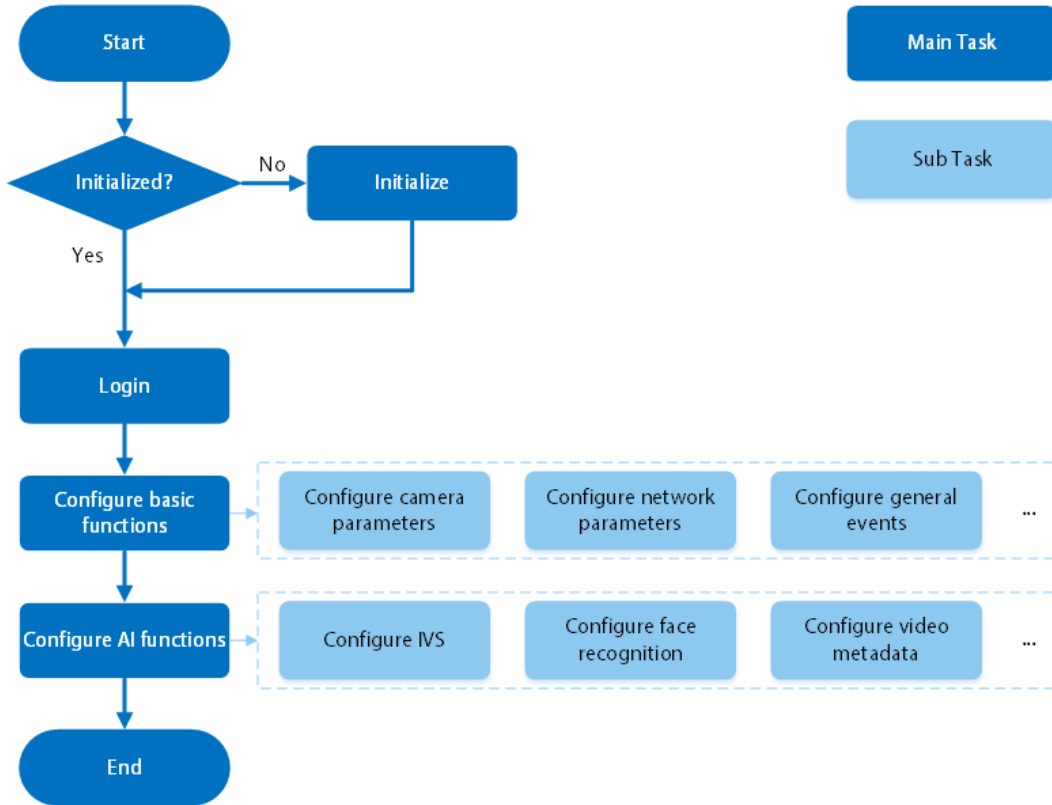 Start
Main Task
Sub Task
Initialized?
No
Initialize
Yes
Login
Configure basic
functions
Configure camera
parameters
Configure network
parameters
Configure general
events
...
Configure AI functions
Configure IVS
Configure face
recognition
Configure video
metadata
...
End